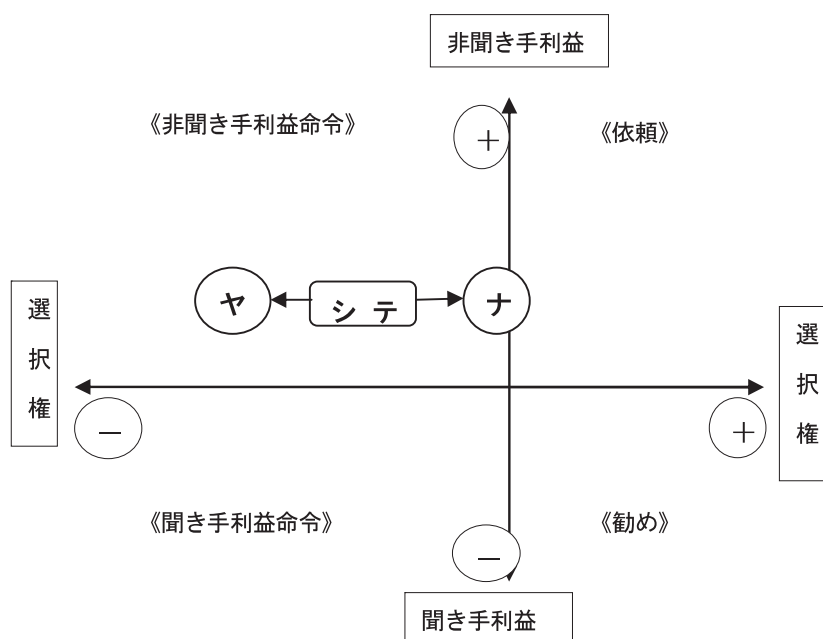 非聞き手利益
《非聞き手利益命令》
＋
《依頼》
ヤ
シテ
ナ
選択権
選択権
－
＋
《聞き手利益命令》
《勧め》
－
聞き手利益